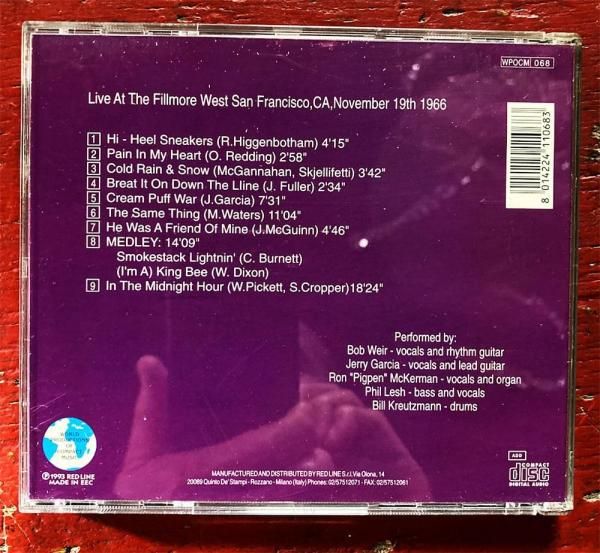 WPOCM 068
Live At The Fillmore West San Francisco,CA,November 19th 1966
8 014224 110683
1 Hi - Heel Sneakers (R.Higgenbotham) 4'15"
2 Pain In My Heart (O. Redding) 2'58"
3 Cold Rain & Snow (McGannahan, Skjellifetti) 3'42"
4 Breat It On Down The Lline (J. Fuller) 2'34"
5 Cream Puff War (J.Garcia) 7'31"
6 The Same Thing (M.Waters) 11'04"
7 He Was A Friend Of Mine (J.McGuinn) 4'46"
8 MEDLEY: 14'09"
Smokestack Lightnin' (C. Burnett)
(I'm A) King Bee (W. Dixon)
9 In The Midnight Hour (W.Pickett, S.Cropper)18'24"
Performed by:
Bob Weir - vocals and rhythm guitar
Jerry Garcia - vocals and lead guitar
Ron "Pigpen" McKerman - vocals and organ
Phil Lesh - bass and vocals
Bill Kreutzmann - drums
WORLD
PRODUCTIONS
OF COMPACT
MUSIC
℗ 1993 RED LINE
MADE IN EEC
MANUFACTURED AND DISTRIBUTED BY RED LINE S.r.l.Via Olona, 14
20089 Quinto De' Stampi - Rozzano - Milano (Italy) Phones: 02/57512071 - FAX: 02/57512061
COMPACT
disc
DIGITAL AUDIO